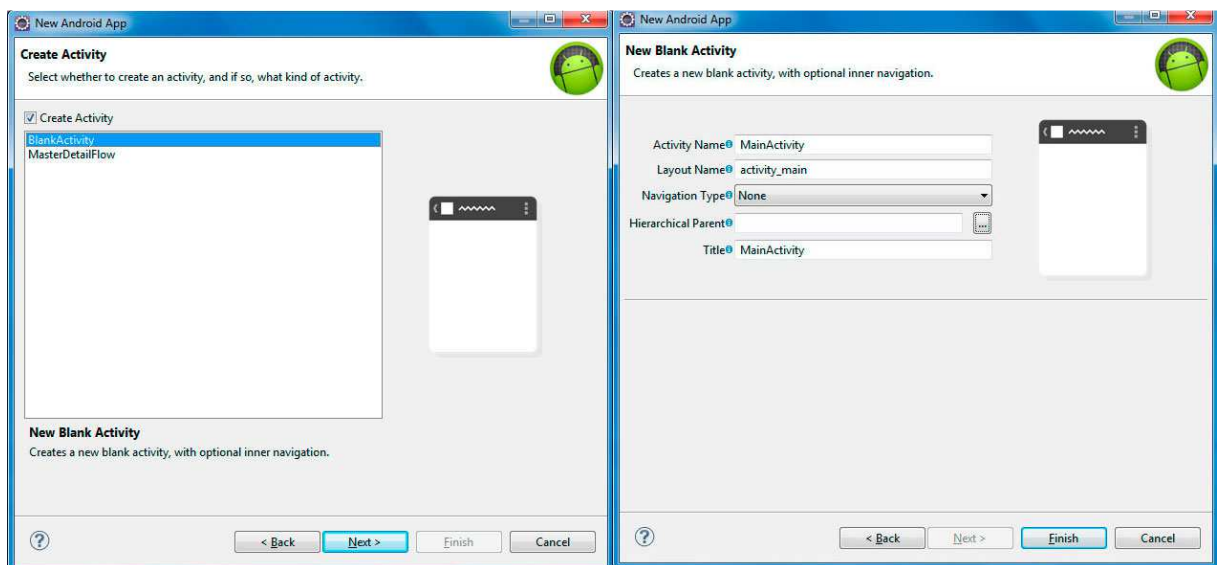 New Android App
Create Activity
Select whether to create an activity, and if so, what kind of activity.
Create Activity
BlankActivity
MasterDetailFlow
New Blank Activity
Creates a new blank activity, with optional inner navigation.
< Back
Next >
Finish
Cancel
New Android App
New Blank Activity
Creates a new blank activity, with optional inner navigation.
Activity Name MainActivity
Layout Name activity_main
Navigation Type None
Hierarchical Parent ...
Title MainActivity
< Back
Next >
Finish
Cancel